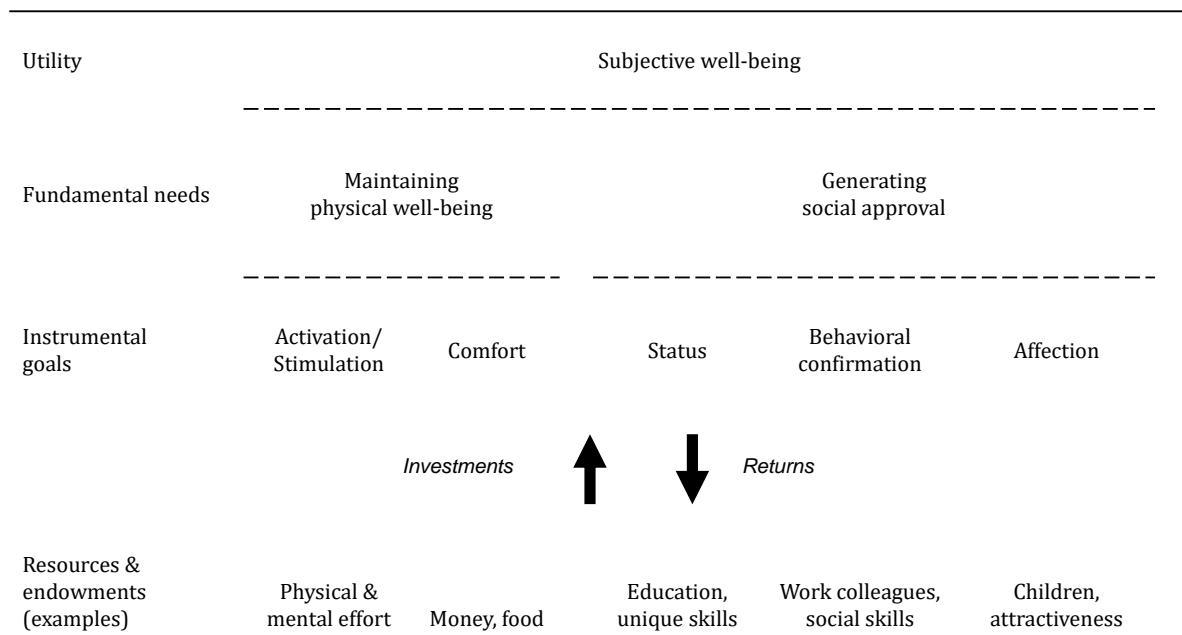 Utility
Subjective well-being
Fundamental needs
Maintaining
physical well-being
Generating
social approval
Instrumental
goals
Activation/
Stimulation
Comfort
Status
Behavioral
confirmation
Affection
Investments
Returns
Resources &
endowments
(examples)
Physical &
mental effort
Money, food
Education,
unique skills
Work colleagues,
social skills
Children,
attractiveness